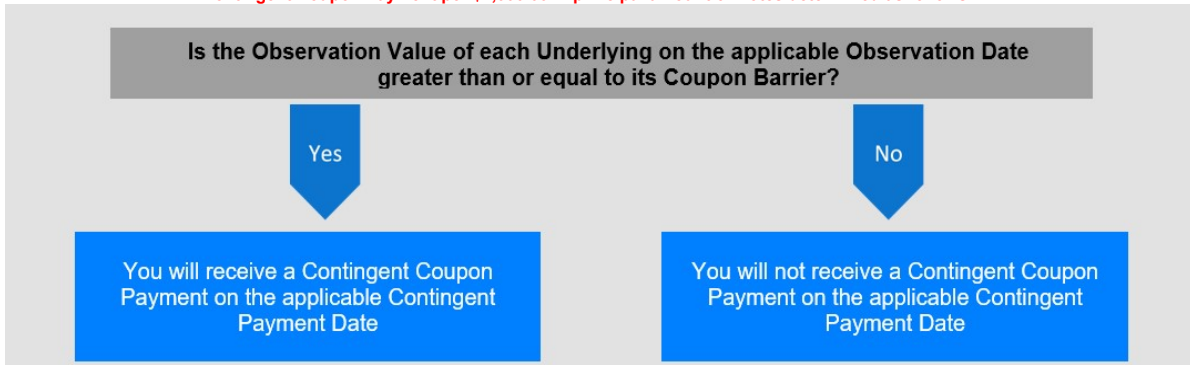 Is the Observation Value of each Underlying on the applicable Observation Date
greater than or equal to its Coupon Barrier?
Yes
No
You will receive a Contingent Coupon
Payment on the applicable Contingent
Payment Date
You will not receive a Contingent Coupon
Payment on the applicable Contingent
Payment Date